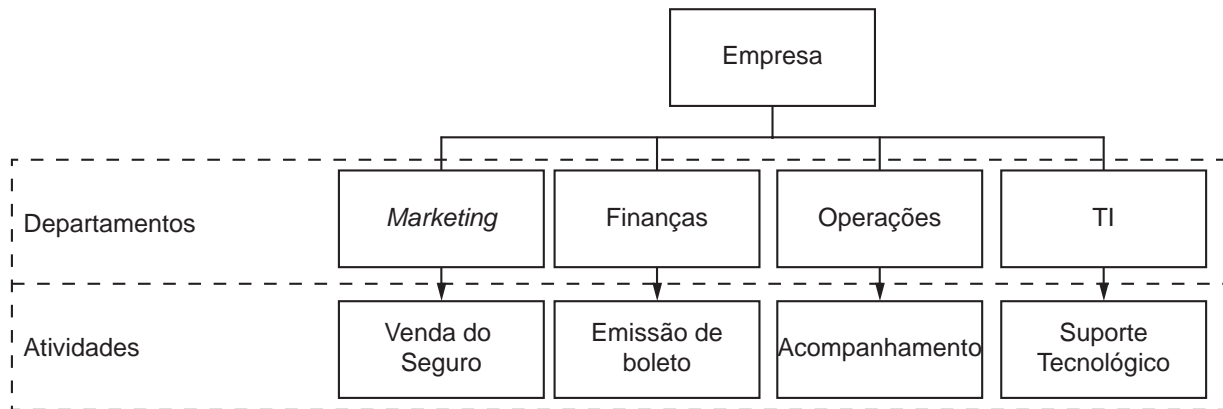 Empresa
Departamentos
Marketing
Finanças
Operações
TI
Atividades
Venda do
Seguro
Emissão de
boleto
Acompanhamento
Suporte
Tecnológico